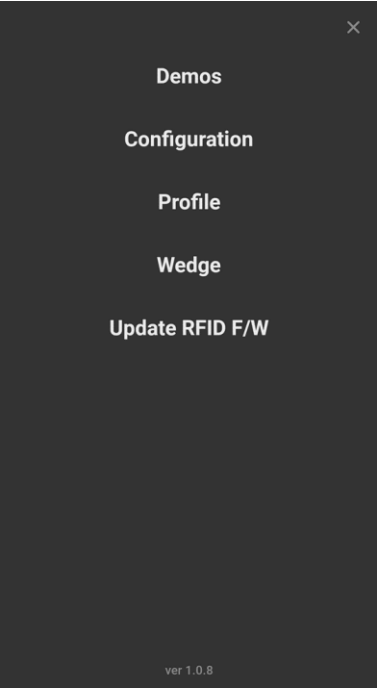 Demos
Configuration
Profile
Wedge
Update RFID F/W
ver 1.0.8